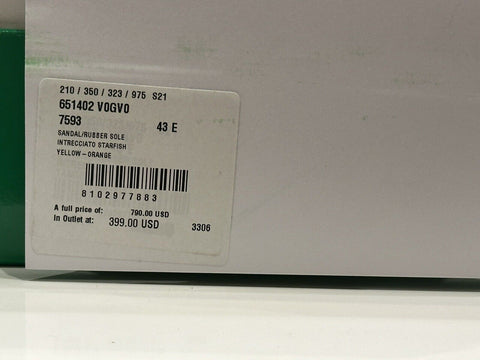 210 / 350 / 323 / 975 S21
651402 V0GV0
7593 43 E
SANDAL/RUBBER SOLE
INTRECCIATO STARFISH
YELLOW-ORANGE
8102977883
A full price of: 790.00 USD
In Outlet at: 399.00 USD 3306